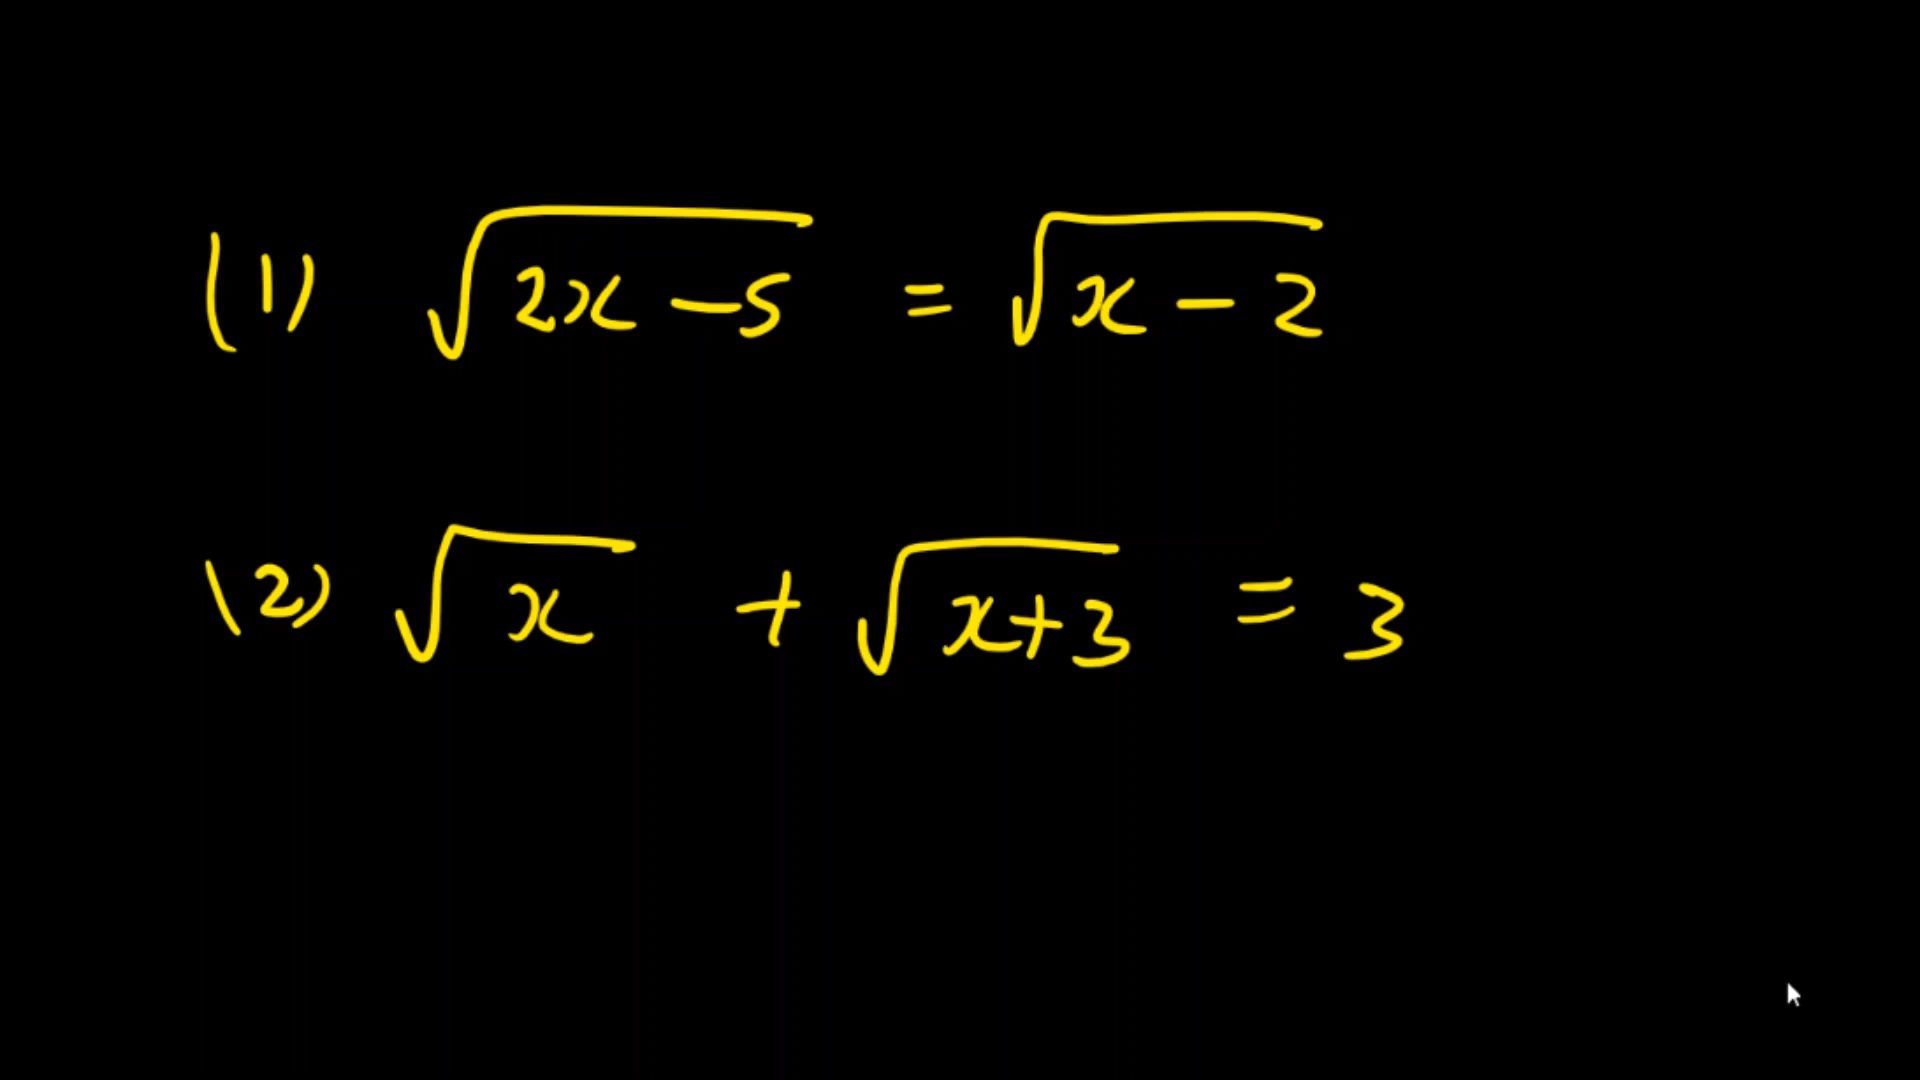 (1) √(2x-5) = √(x-2)
(2) √x + √(x+3) = 3